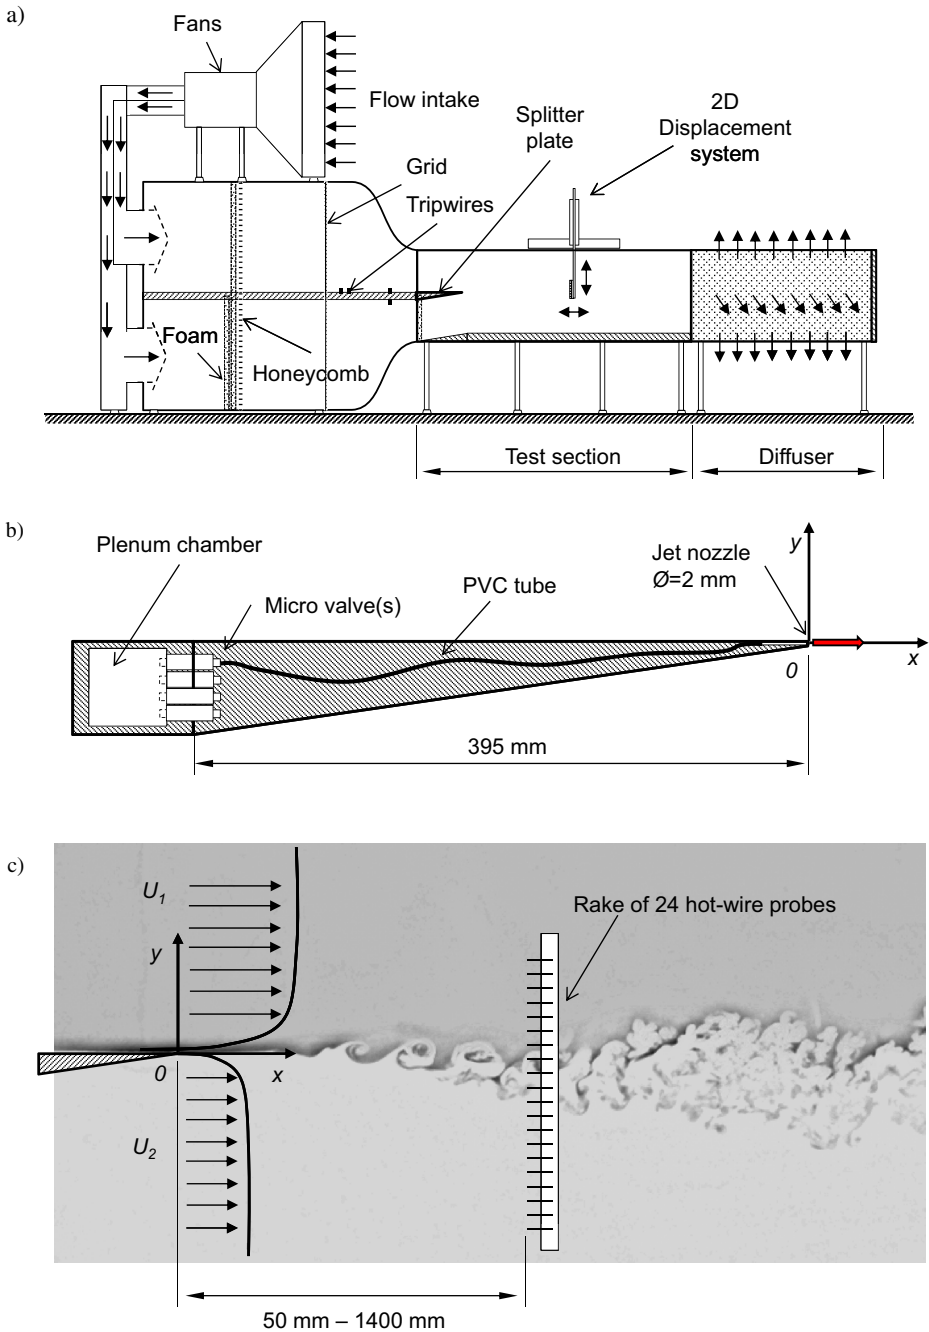 a)
Fans
Flow intake
Splitter
plate
2D
Displacement
system
Grid
Tripwires
Foam
Honeycomb
Test section
Diffuser
b)
Plenum chamber
Micro valve(s)
PVC tube
Jet nozzle
Ø=2 mm
y
x
0
395 mm
c)
U1
Rake of 24 hot-wire probes
y
0
x
U2
50 mm – 1400 mm